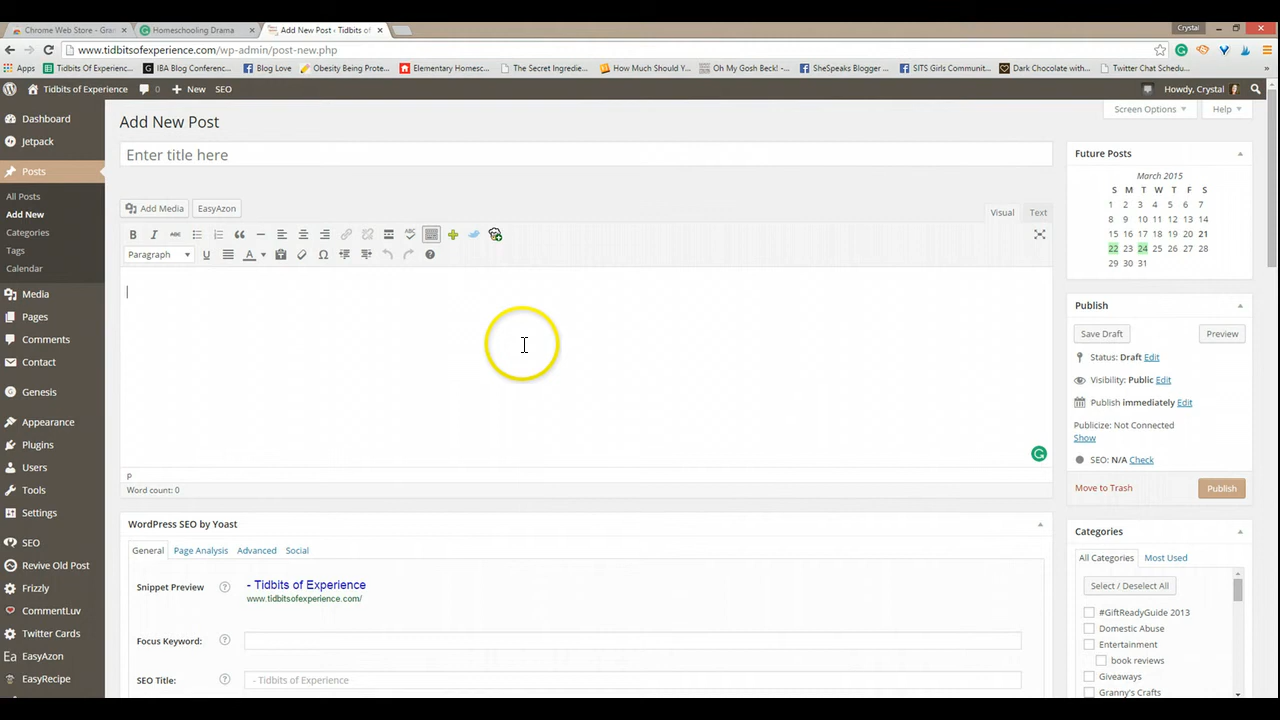 Chrome Web Store - Gra
Homeschooling Drama
Add New Post ‹ Tidbits of
Crystal
www.tidbitsofexperience.com/wp-admin/post-new.php
Apps
Tidbits Of Experienc...
IBA Blog Conferenc...
Blog Love
Obesity Being Prote...
Elementary Homesc...
The Secret Ingredie...
How Much Should Y...
Oh My Gosh Beck! -...
SheSpeaks Blogger ...
SITS Girls Communit...
Dark Chocolate with...
Twitter Chat Schedu...
»
Tidbits of Experience
0
New
SEO
Howdy, Crystal
Dashboard
Jetpack
Posts
All Posts
Add New
Categories
Tags
Calendar
Media
Pages
Comments
Contact
Genesis
Appearance
Plugins
Users
Tools
Settings
SEO
Revive Old Post
Frizzly
CommentLuv
Twitter Cards
EasyAzon
EasyRecipe
Screen Options
Help
Add New Post
Enter title here
Add Media
EasyAzon
Visual
Text
B I ABC
Paragraph
U A Ω
p
Word count: 0
WordPress SEO by Yoast
General
Page Analysis
Advanced
Social
Snippet Preview
- Tidbits of Experience
www.tidbitsofexperience.com/
Focus Keyword:
SEO Title:
- Tidbits of Experience
Future Posts
March 2015
S M T W T F S
1 2 3 4 5 6 7
8 9 10 11 12 13 14
15 16 17 18 19 20 21
22 23 24 25 26 27 28
29 30 31
Publish
Save Draft
Preview
Status: Draft Edit
Visibility: Public Edit
Publish immediately Edit
Publicize: Not Connected
Show
SEO: N/A Check
Move to Trash
Publish
Categories
All Categories
Most Used
Select / Deselect All
#GiftReadyGuide 2013
Domestic Abuse
Entertainment
book reviews
Giveaways
Granny's Crafts